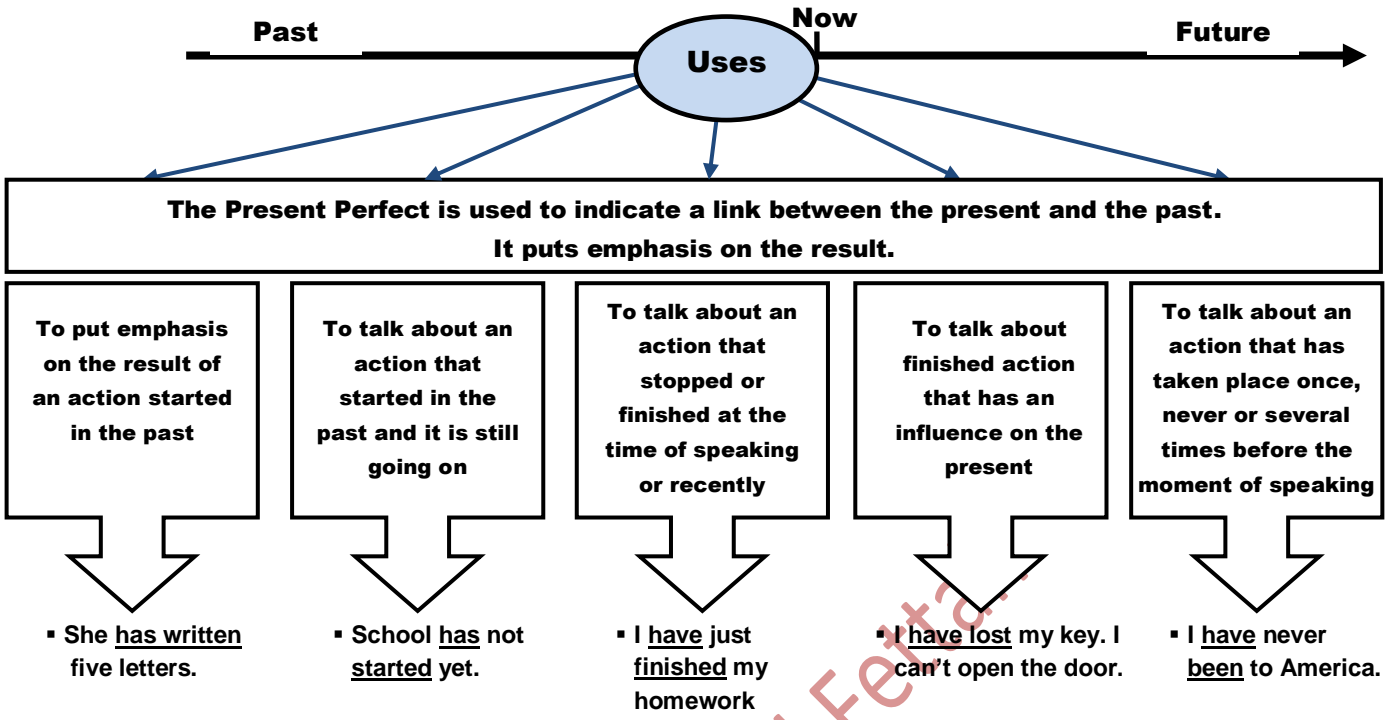 Now
Past
Future
Uses
The Present Perfect is used to indicate a link between the present and the past.
It puts emphasis on the result.
To put emphasis
on the result of
an action started
in the past
To talk about an
action that
started in the
past and it is still
going on
To talk about an
action that
stopped or
finished at the
time of speaking
or recently
To talk about
finished action
that has an
influence on the
present
To talk about an
action that has
taken place once,
never or several
times before the
moment of speaking
▪ She has written
five letters.
▪ School has not
started yet.
▪ I have just
finished my
homework
▪ I have lost my key. I
can't open the door.
▪ I have never
been to America.